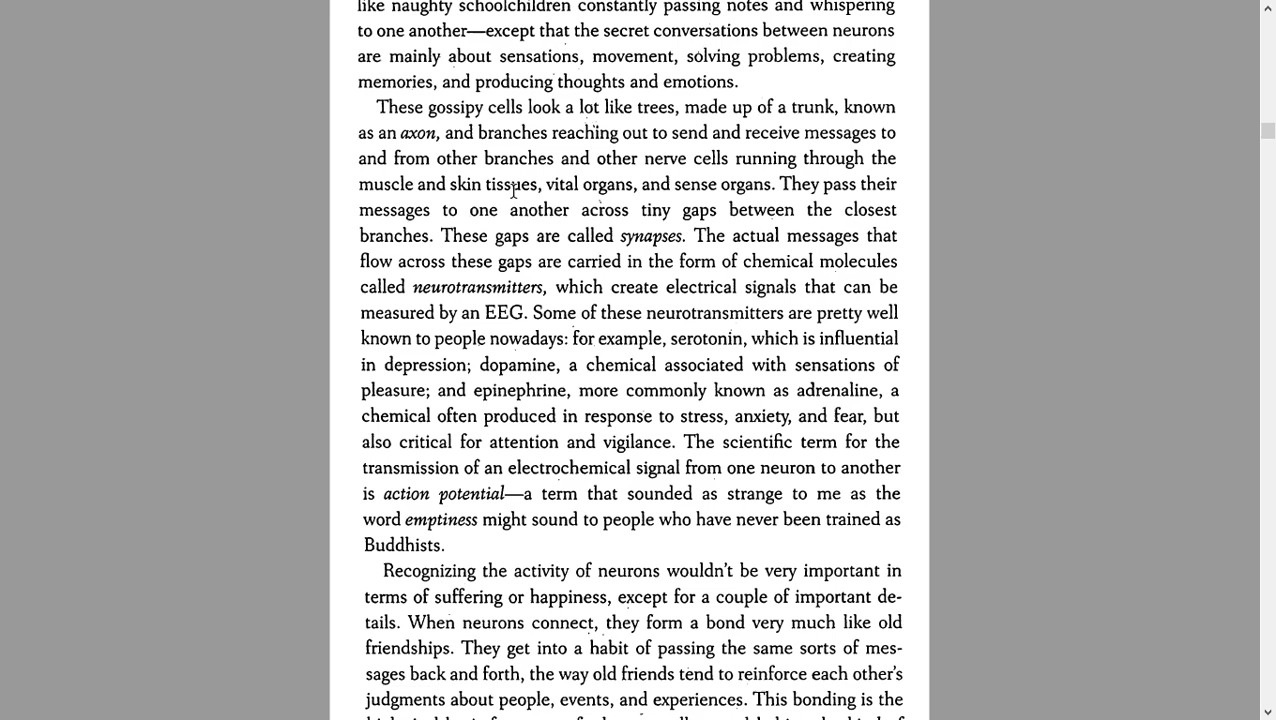 like naughty schoolchildren constantly passing notes and whispering
to one another—except that the secret conversations between neurons
are mainly about sensations, movement, solving problems, creating
memories, and producing thoughts and emotions.
These gossipy cells look a lot like trees, made up of a trunk, known
as an axon, and branches reaching out to send and receive messages to
and from other branches and other nerve cells running through the
muscle and skin tissues, vital organs, and sense organs. They pass their
messages to one another across tiny gaps between the closest
branches. These gaps are called synapses. The actual messages that
flow across these gaps are carried in the form of chemical molecules
called neurotransmitters, which create electrical signals that can be
measured by an EEG. Some of these neurotransmitters are pretty well
known to people nowadays: for example, serotonin, which is influential
in depression; dopamine, a chemical associated with sensations of
pleasure; and epinephrine, more commonly known as adrenaline, a
chemical often produced in response to stress, anxiety, and fear, but
also critical for attention and vigilance. The scientific term for the
transmission of an electrochemical signal from one neuron to another
is action potential—a term that sounded as strange to me as the
word emptiness might sound to people who have never been trained as
Buddhists.
Recognizing the activity of neurons wouldn't be very important in
terms of suffering or happiness, except for a couple of important de-
tails. When neurons connect, they form a bond very much like old
friendships. They get into a habit of passing the same sorts of mes-
sages back and forth, the way old friends tend to reinforce each other's
judgments about people, events, and experiences. This bonding is the